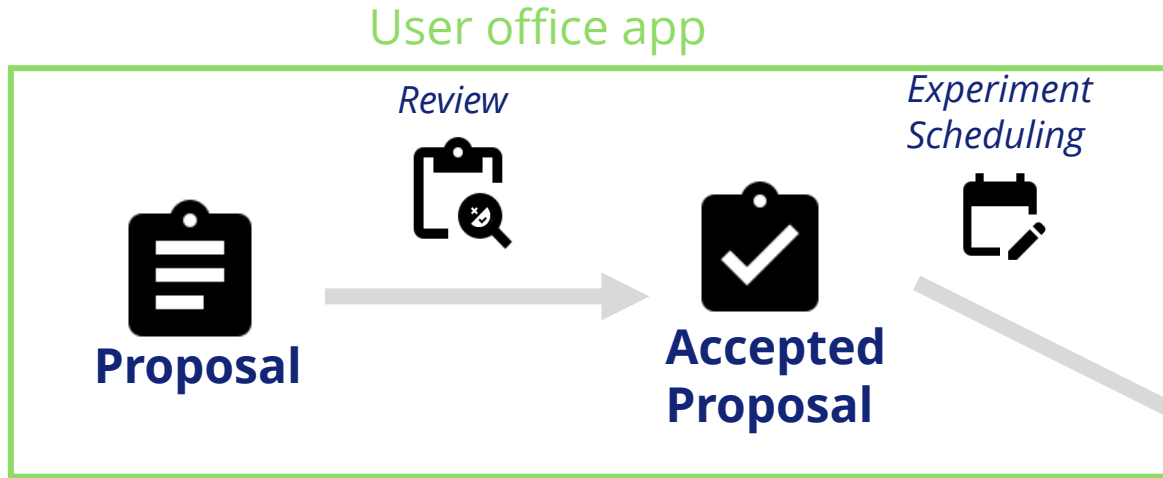 User office app
Review
Experiment
Scheduling
Proposal
Accepted
Proposal